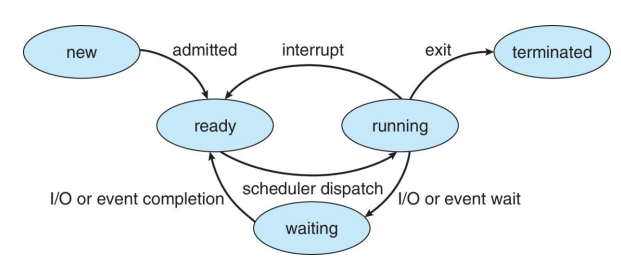 new
admitted
interrupt
exit
terminated
ready
running
I/O or event completion
scheduler dispatch
I/O or event wait
waiting